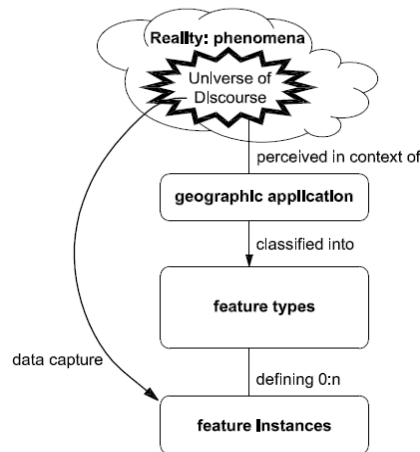 Reality: phenomena
Universe of
Discourse
perceived in context of
geographic application
classified into
feature types
data capture
defining 0:n
feature Instances